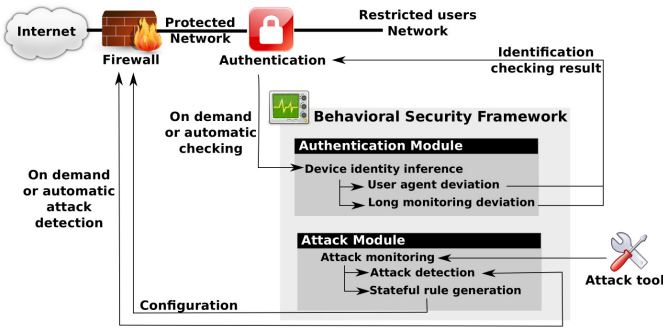 Internet
Firewall
Protected
Network
Authentication
Restricted users
Network
Identification
checking result
On demand
or automatic
checking
Behavioral Security Framework
Authentication Module
Device identity inference
User agent deviation
Long monitoring deviation
On demand
or automatic
attack
detection
Attack Module
Attack monitoring
Attack detection
Stateful rule generation
Attack tool
Configuration